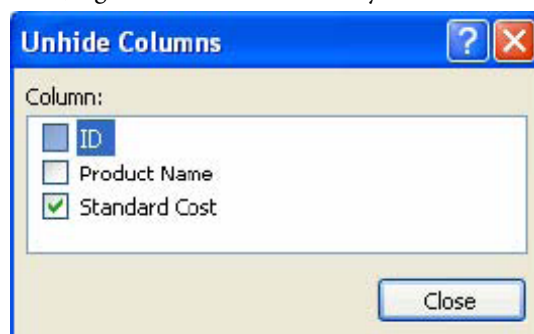 Unhide Columns
Column:
ID
Product Name
Standard Cost
Close